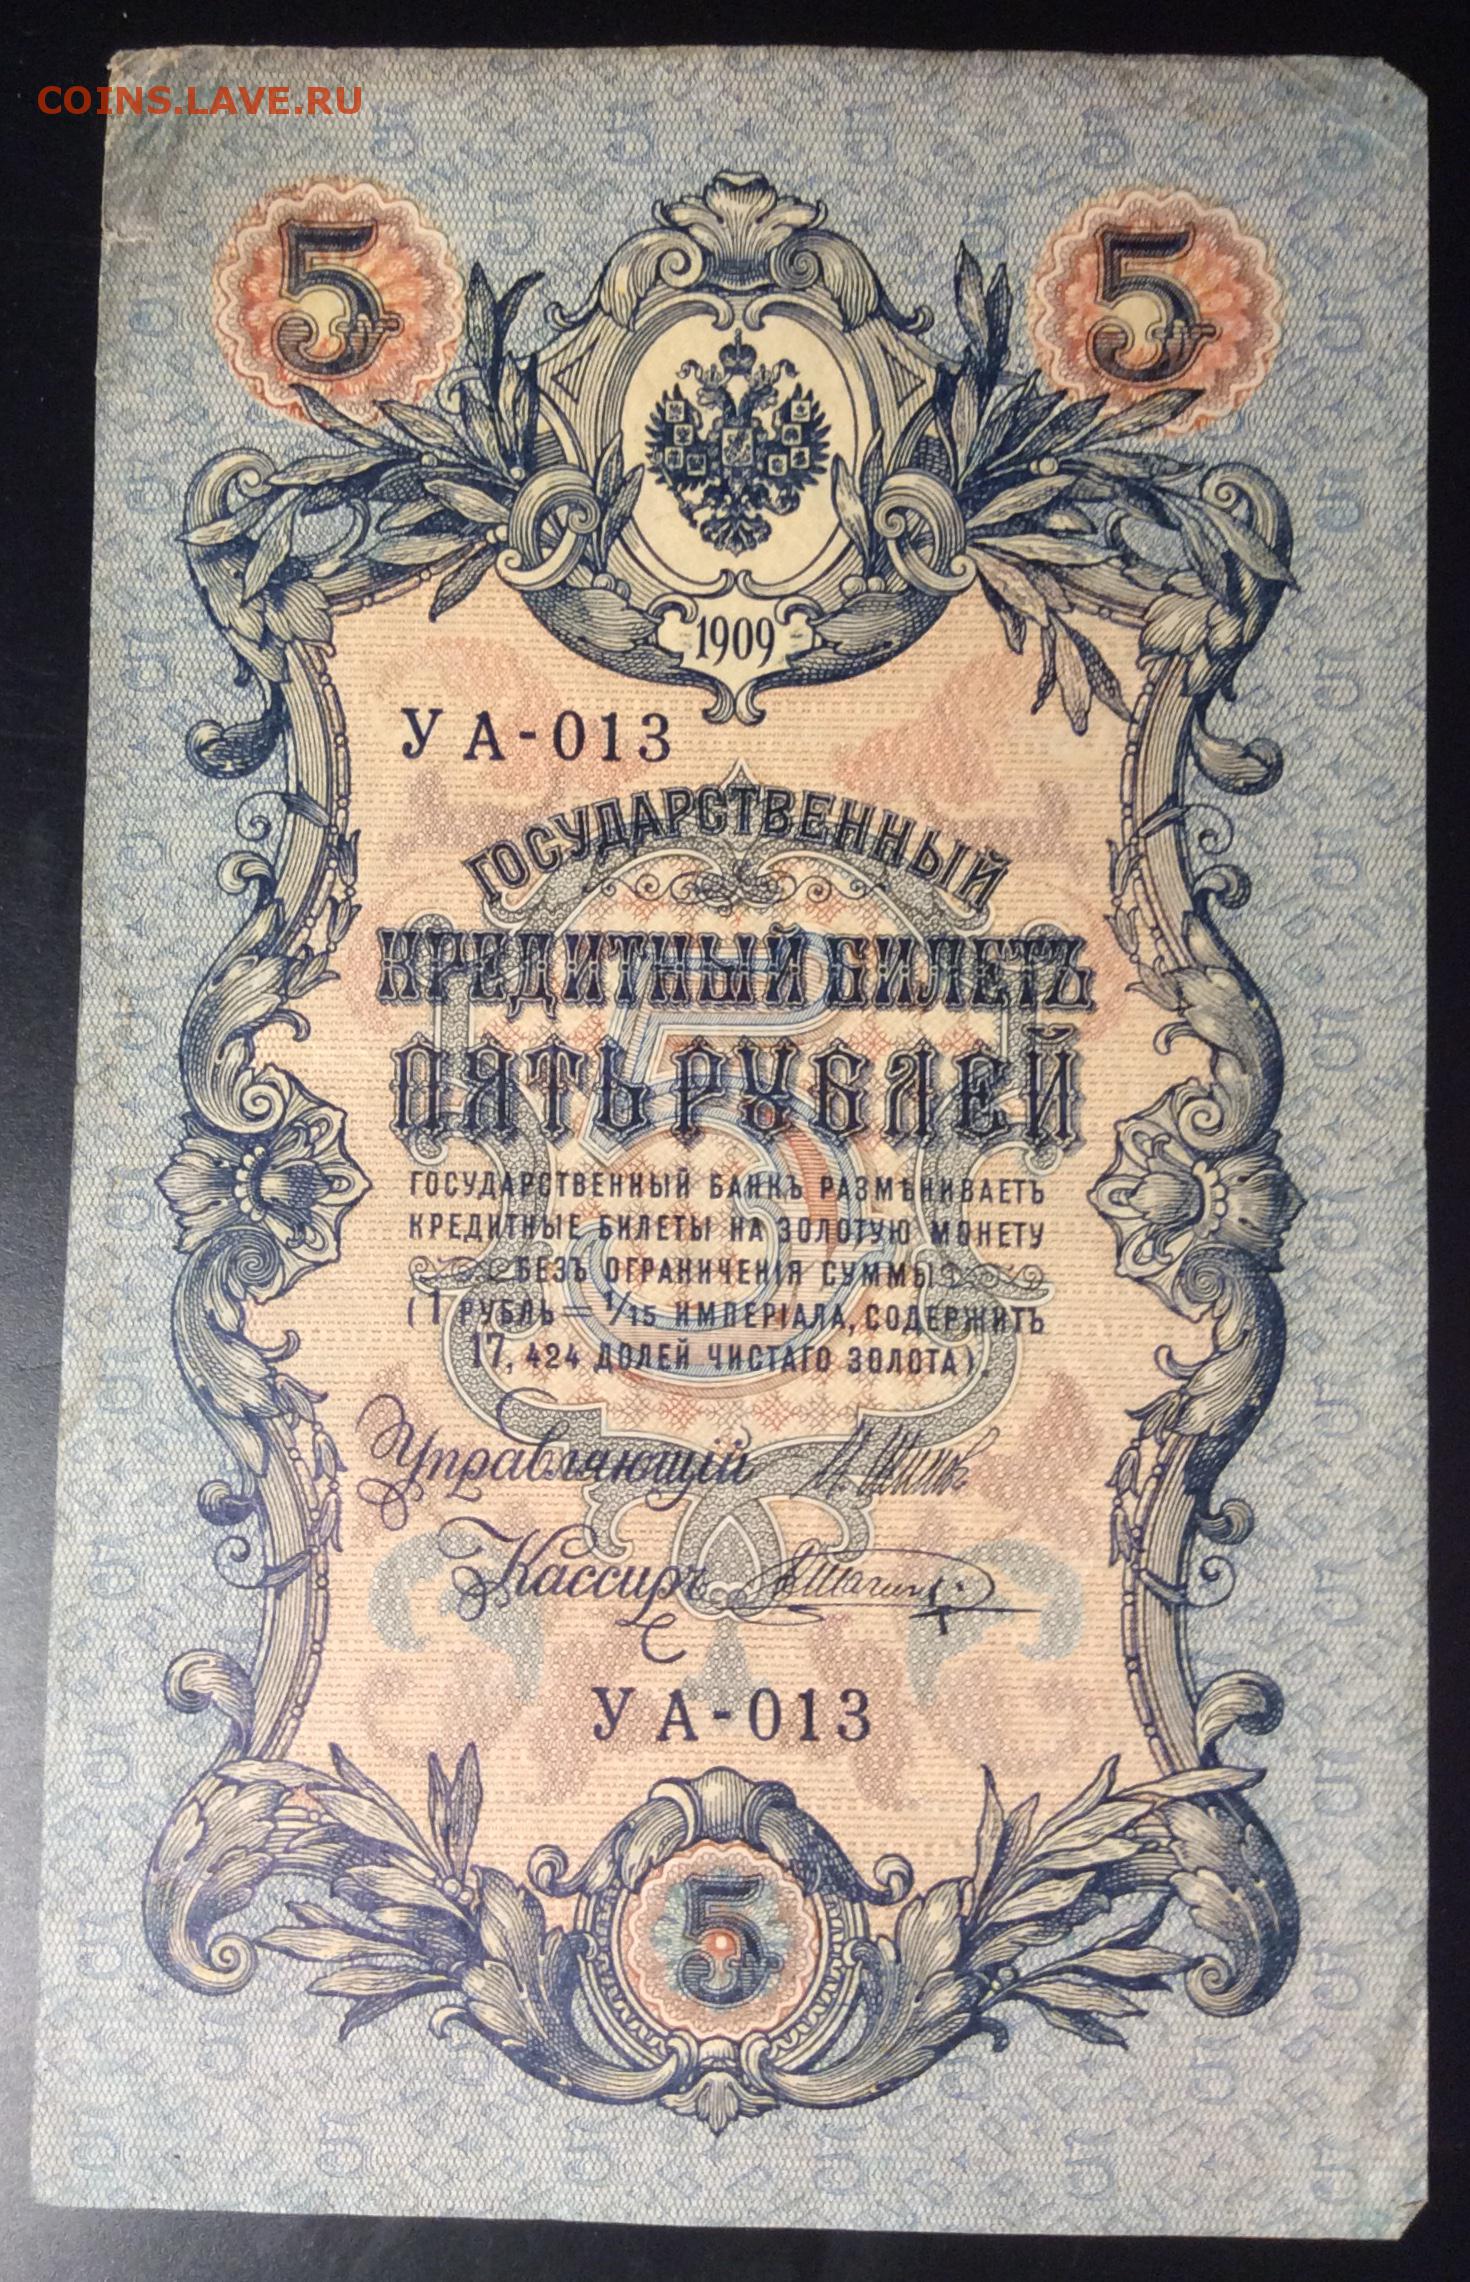 COINS.LAVE.RU
5 5
1909
УА-013
ГОСУДАРСТВЕННЫЙ
КРЕДИТНЫЙ БИЛЕТЪ
ПЯТЬ РУБЛЕЙ
ГОСУДАРСТВЕННЫЙ БАНКЪ РАЗМѢНИВАЕТЪ
КРЕДИТНЫЕ БИЛЕТЫ НА ЗОЛОТУЮ МОНЕТУ
БЕЗЪ ОГРАНИЧЕНІЯ СУММЫ
(1 РУБЛЬ = 1/15 ИМПЕРІАЛА, СОДЕРЖИТЪ
17, 424 ДОЛЕЙ ЧИСТАГО ЗОЛОТА).
Управляющій
Кассиръ
УА-013
5